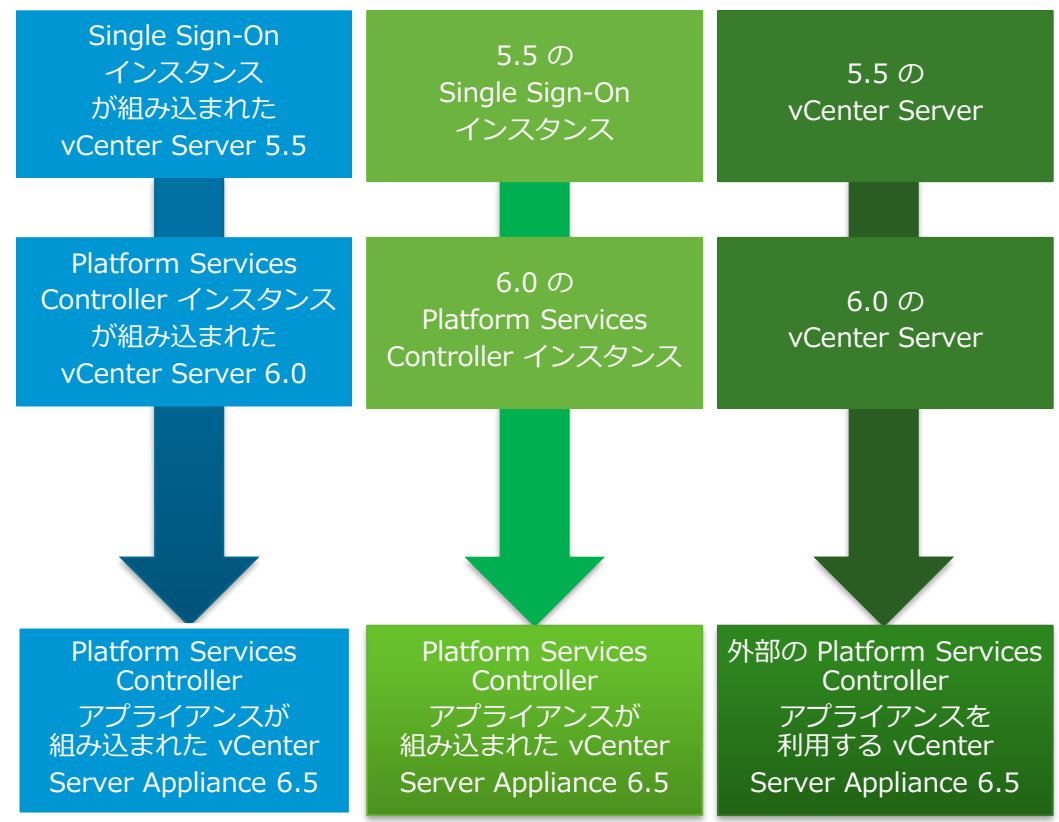 Single Sign-On
インスタンス
が組み込まれた
vCenter Server 5.5
5.5 の
Single Sign-On
インスタンス
5.5 の
vCenter Server
Platform Services
Controller インスタンス
が組み込まれた
vCenter Server 6.0
6.0 の
Platform Services
Controller インスタンス
6.0 の
vCenter Server
Platform Services
Controller
アプライアンスが
組み込まれた vCenter
Server Appliance 6.5
Platform Services
Controller
アプライアンスが
組み込まれた vCenter
Server Appliance 6.5
外部の Platform Services
Controller
アプライアンスを
利用する vCenter
Server Appliance 6.5